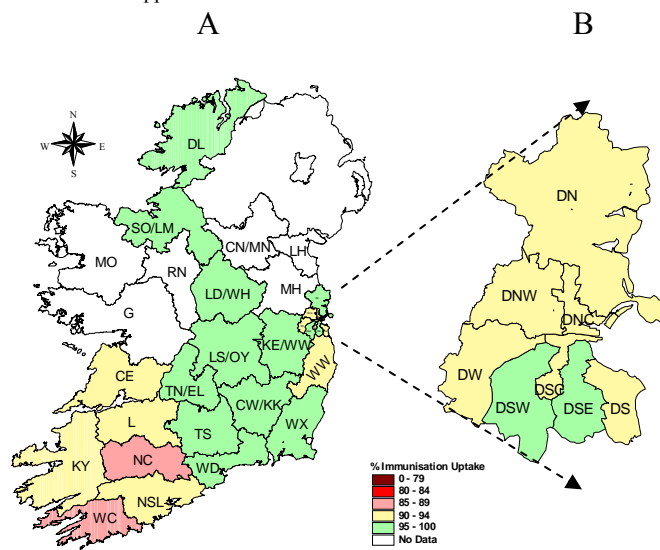 A
B
N
W
E
S
DL
SO/LM
CN/MN
LH
MO
RN
MH
LD/WH
G
LS/OY
KE/WW
WW
CE
TN/EL
CW/KK
L
TS
WX
KY
NC
WD
NSL
WC
DN
DNW
DNC
DW
DSC
DSW
DSE
DS
% Immunisation Uptake
0 - 79
80 - 84
85 - 89
90 - 94
95 - 100
No Data